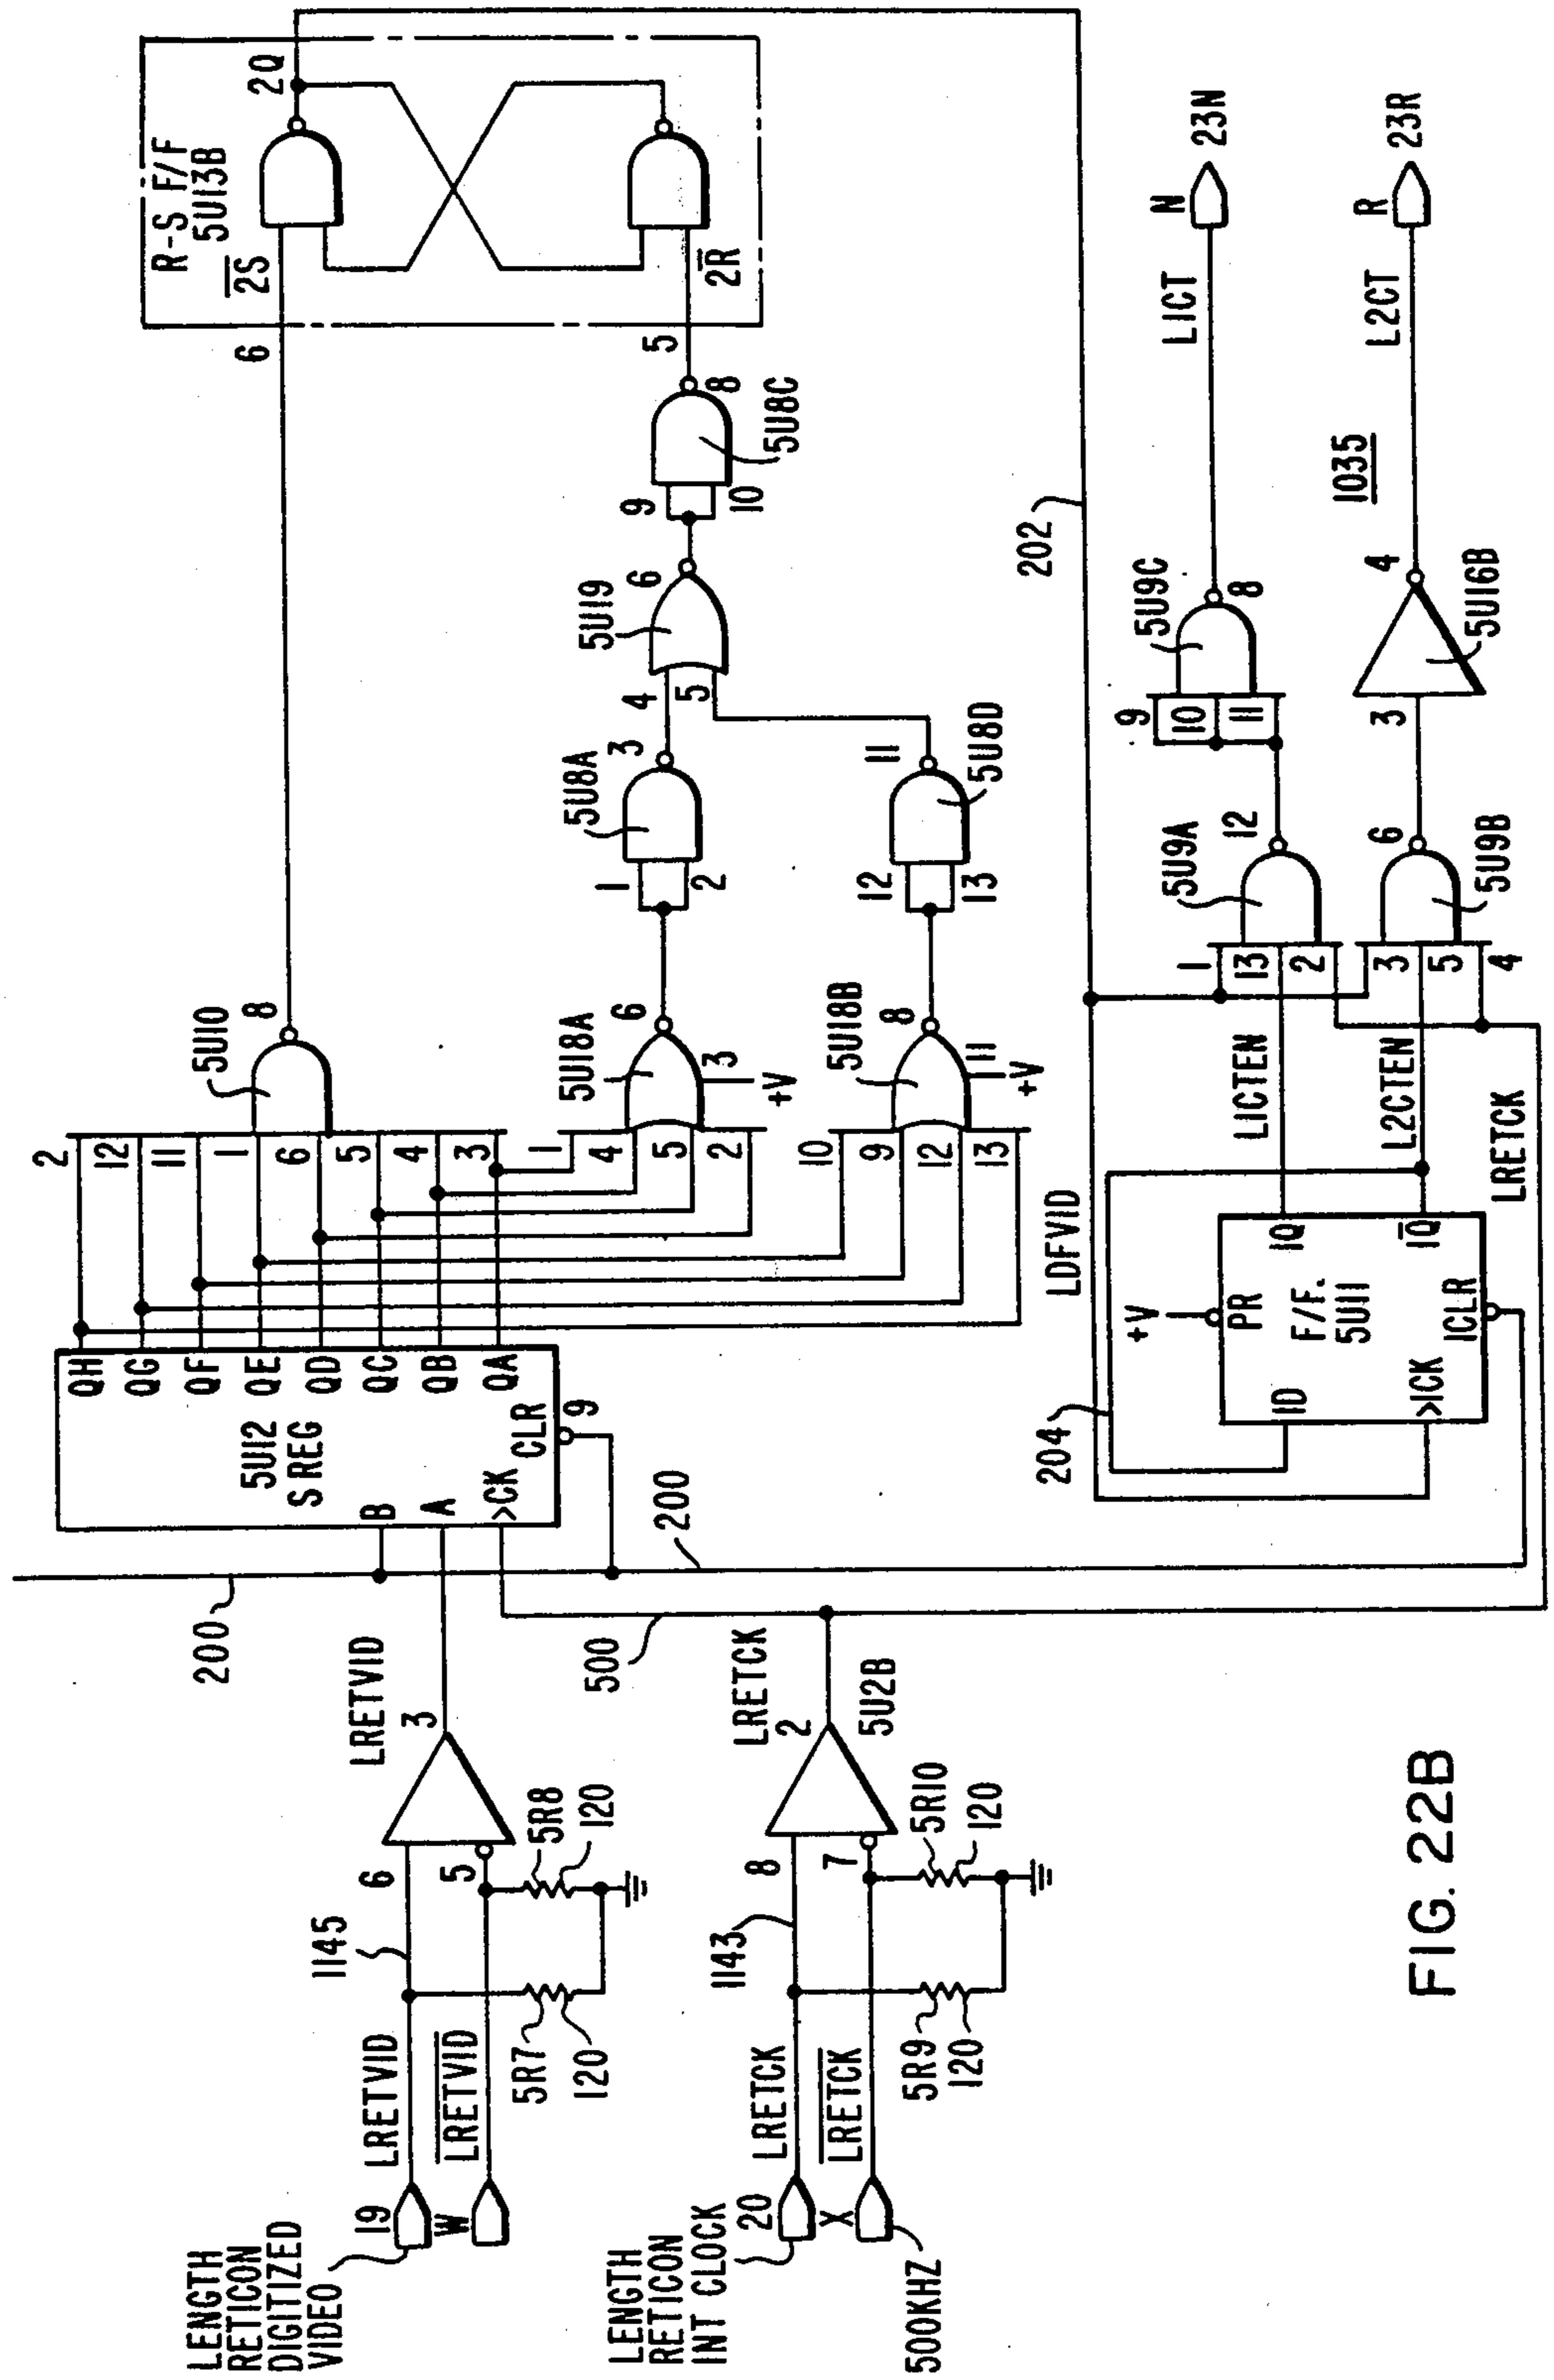 LENGTH
RETICON
DIGITIZED
VIDEO
19
W
LRETVID
LRETVID
1145
6
5
5R7
120
5R8
120
3
LRETVID
LENGTH
RETICON
INT CLOCK
20
X
500KHZ
LRETCK
LRETCK
1143
8
7
5R9
120
5R10
120
2
5U2B
LRETCK
500
200
200
5U12
S REG
B
A
>CK
CLR
9
QH
QG
QF
QE
QD
QC
QB
QA
2
12
11
1
6
5
4
3
5U10
8
1
4
5
2
5U18A
6
3
+V
10
9
12
13
5U18B
8
11
+V
1
2
5U8A
3
12
13
5U8D
11
4
5
5U19
6
9
10
5U8C
8
6
5
R-S F/F
5U13B
2S
2R
2Q
202
204
LDFVID
+V
PR
F/F.
5U11
1D
>1CK
1CLR
1Q
1Q
L1CTEN
L2CTEN
LRETCK
1
13
2
5U9A
12
3
5
4
5U9B
6
9
10
11
5U9C
8
3
4
5U16B
1035
L1CT
N
23N
L2CT
R
23R
FIG. 22B